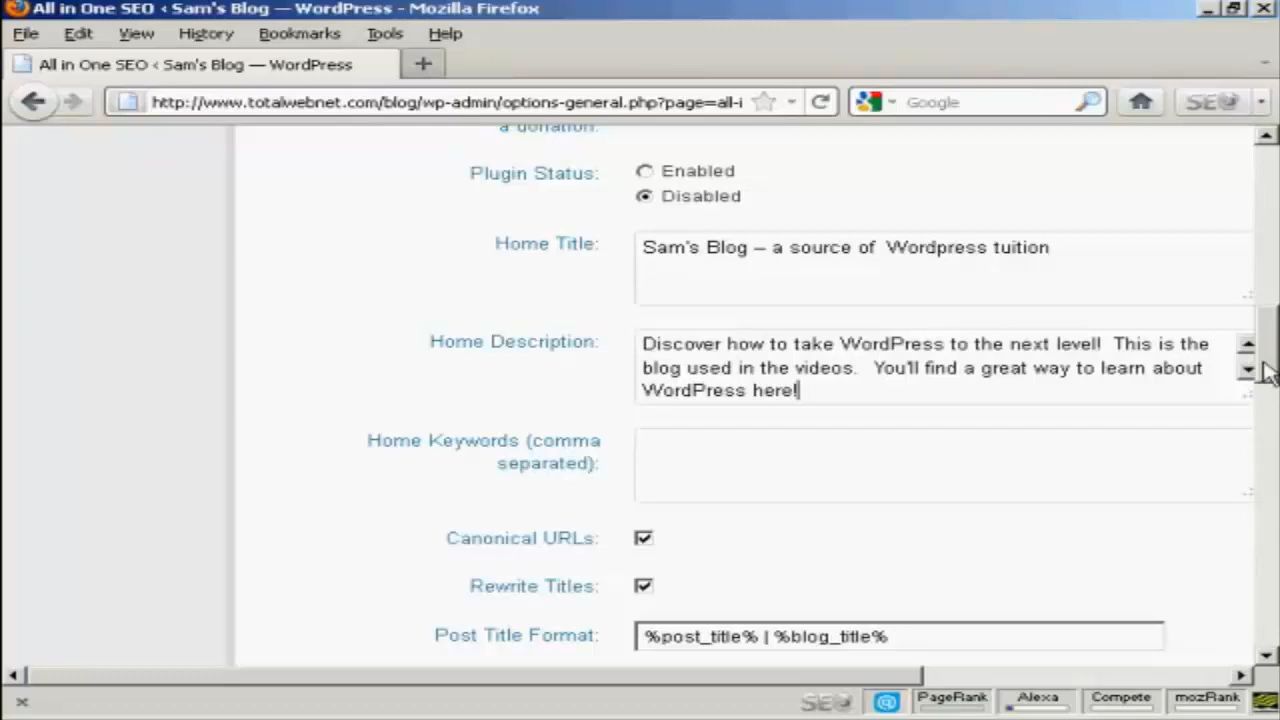 All in One SEO ‹ Sam's Blog — WordPress - Mozilla Firefox
File Edit View History Bookmarks Tools Help
All in One SEO ‹ Sam's Blog — WordPress
http://www.totalwebnet.com/blog/wp-admin/options-general.php?page=all-i
Google
SEO
a donation:
Plugin Status:
Enabled
Disabled
Home Title:
Sam's Blog – a source of  Wordpress tuition
Home Description:
Discover how to take WordPress to the next level!  This is the
blog used in the videos.   You'll find a great way to learn about
WordPress here!
Home Keywords (comma
separated):
Canonical URLs:
Rewrite Titles:
Post Title Format:
%post_title% | %blog_title%
SEO PageRank Alexa Compete mozRank